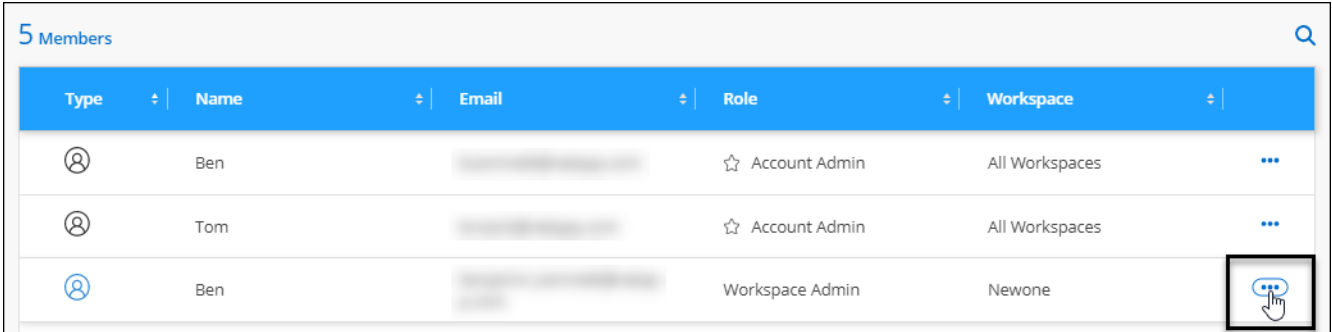 5 Members
Type Name Email Role Workspace
Ben Account Admin All Workspaces
Tom Account Admin All Workspaces
Ben Workspace Admin Newone